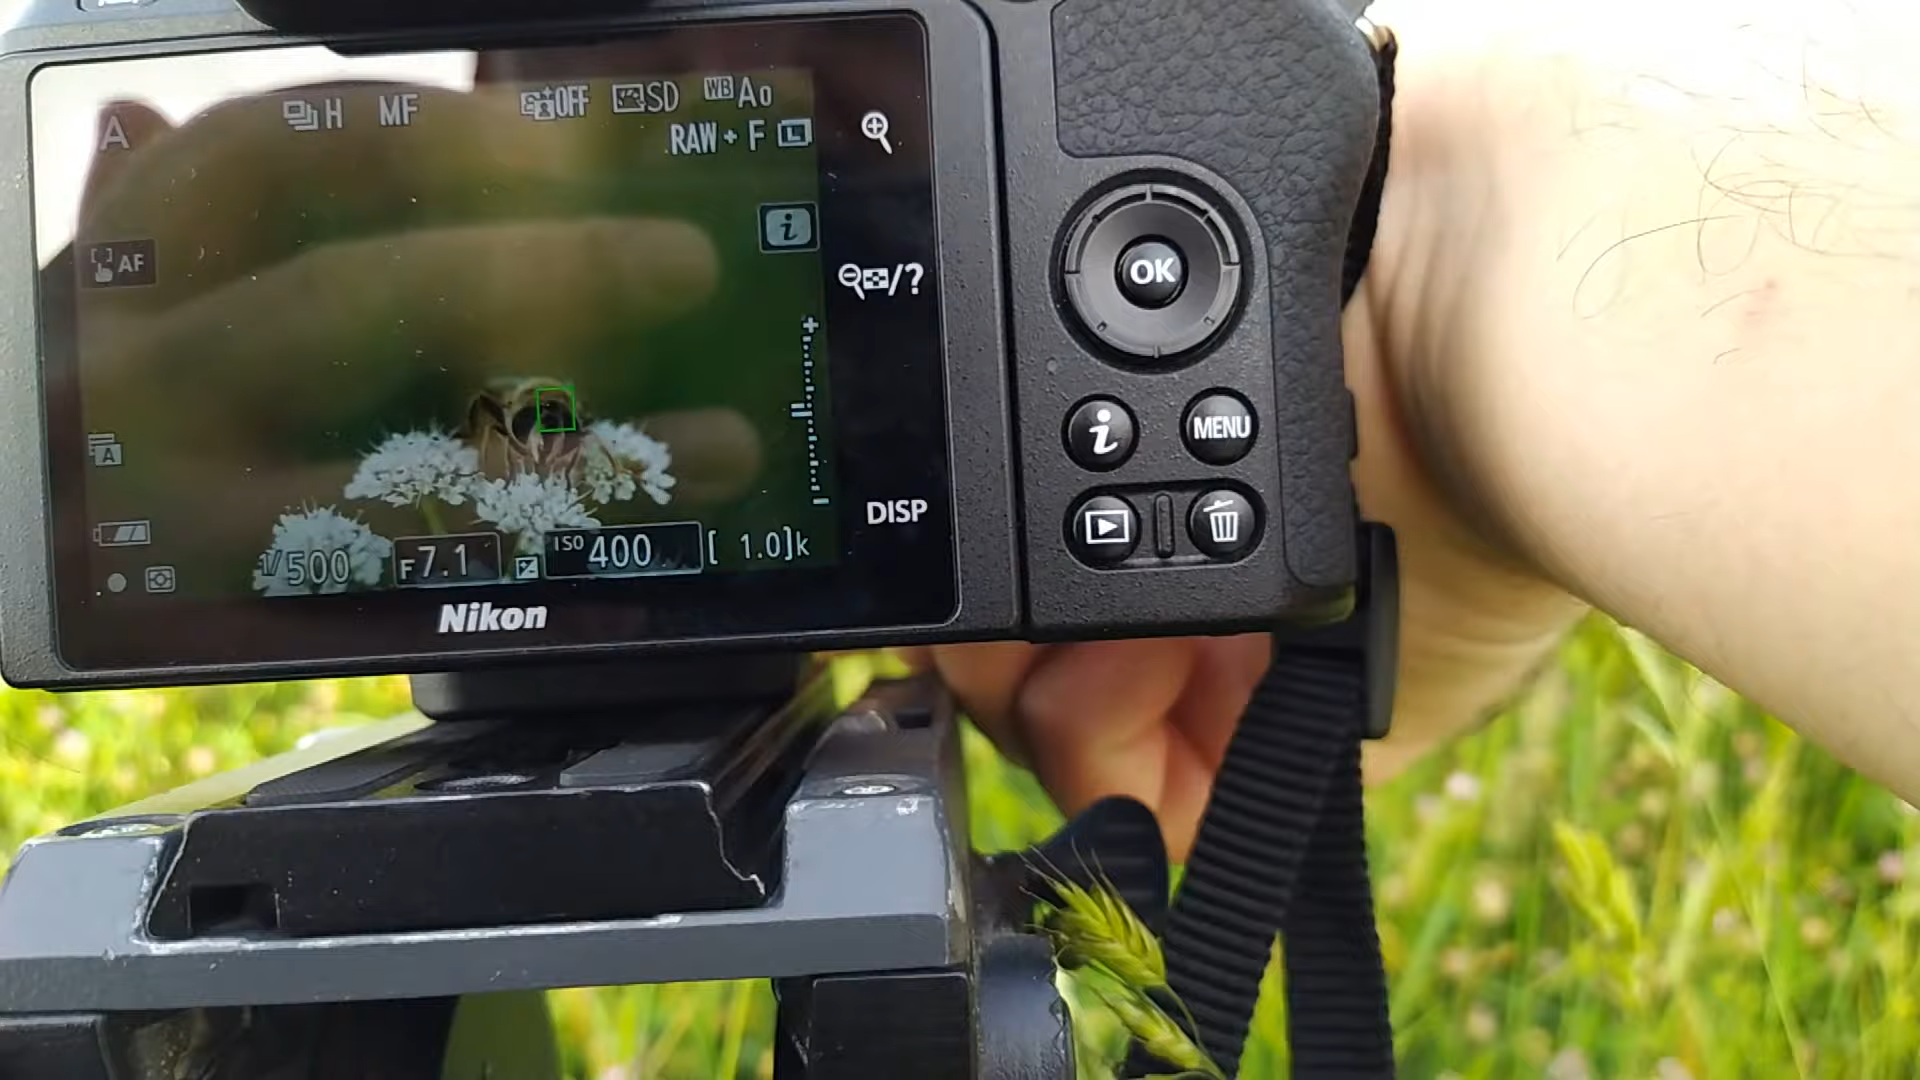 A H MF OFF SD WB A0
RAW + F L
i
AF
A
1/500 F7.1 ISO 400 [ 1.0]k
Nikon
/?
DISP
OK
i MENU